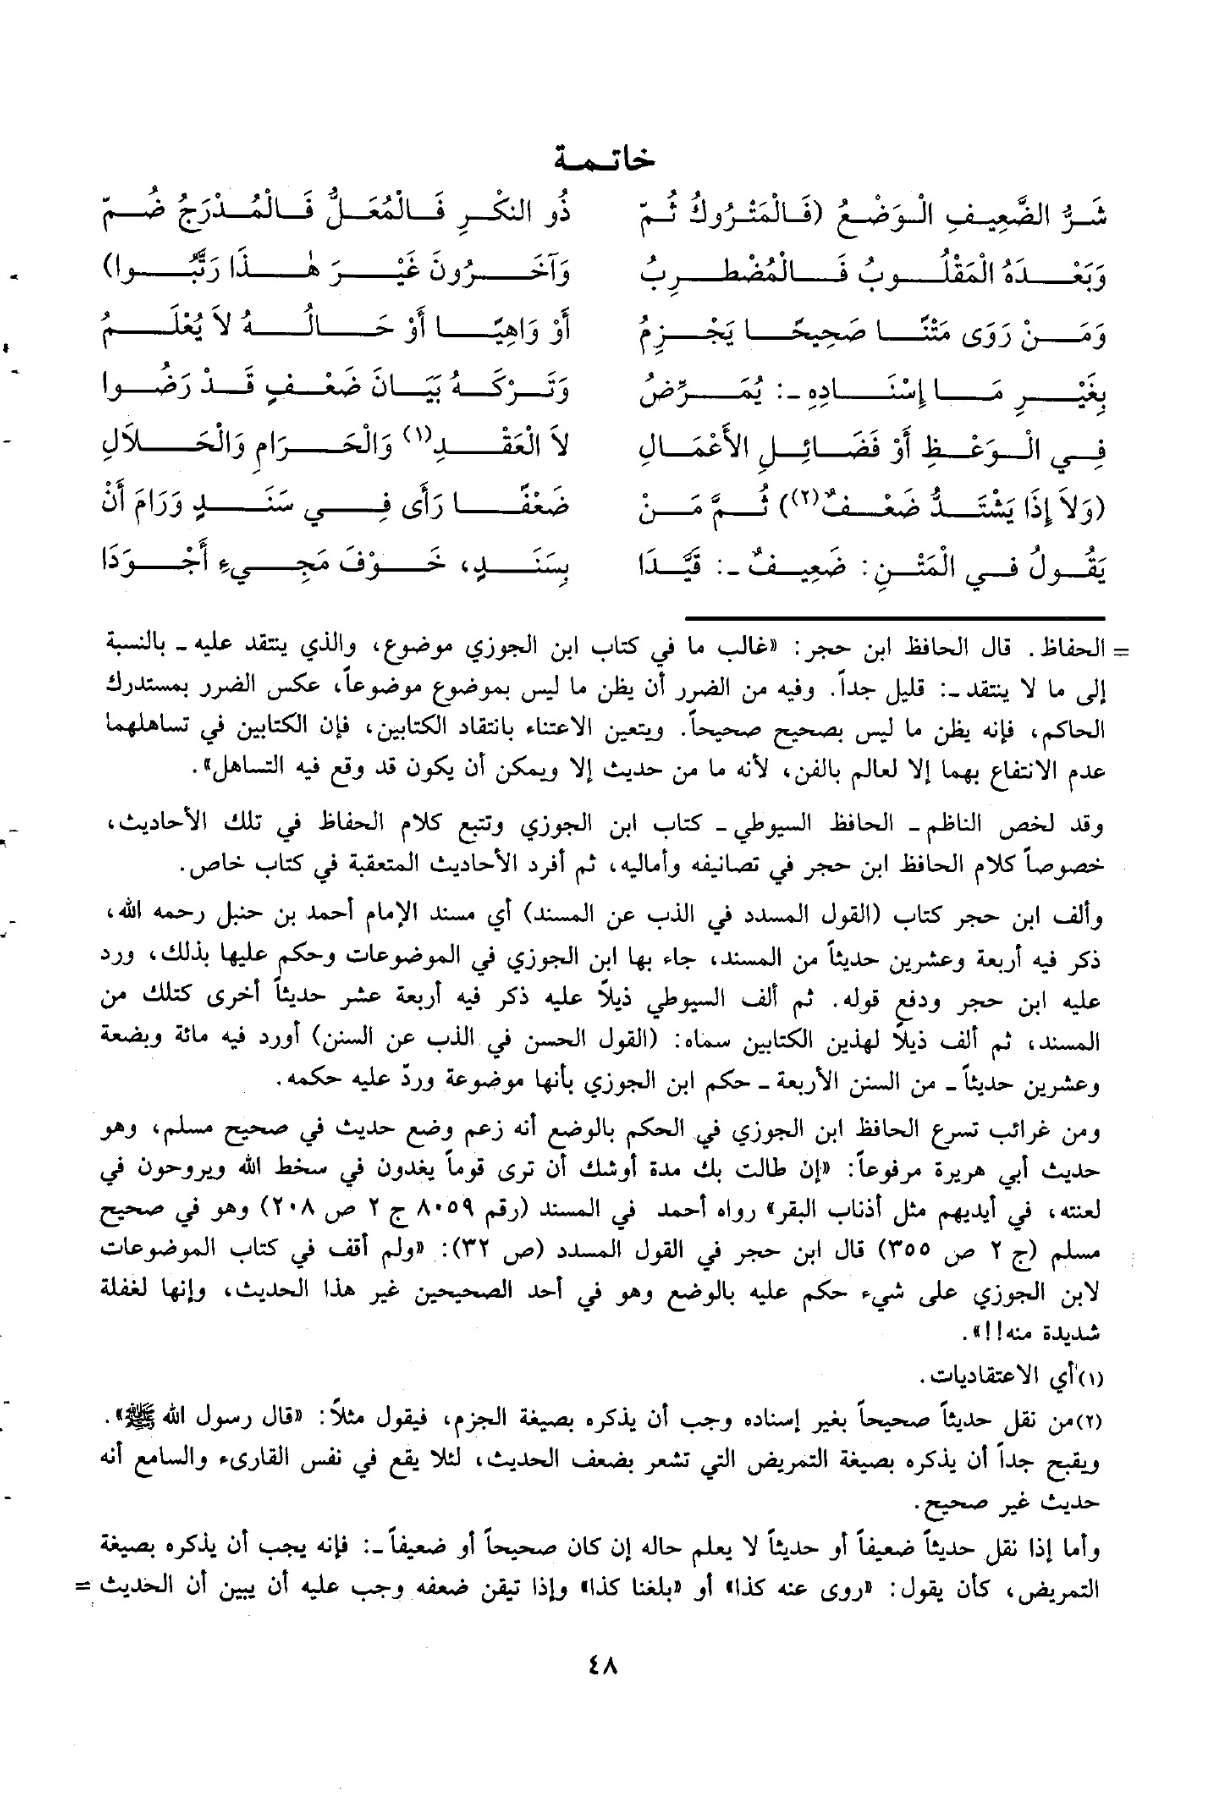 خاتمة
شَرُّ الضَّعِيفِ الْوَضْعُ (فَالْمَتْرُوكُ ثُمّ ذُو النكْرِ فَالْمُعَلُّ فَالْمُدْرَجُ ضُمّ
وَبَعْدَهُ الْمَقْلُوبُ فَالْمُضْطرِبُ وَآخَرُونَ غَيْرَ هٰذَا رَتَّبُوا)
وَمَنْ رَوَى مَتْنًا صَحِيحًا يَجْزِمُ أَوْ وَاهِيًا أَوْ حَالُهُ لاَ يُعْلَمُ
بِغَيْرِ مَا إِسْنَادِهِ ـ: يُمَرِّضُ وَتَرْكَهُ بَيَانَ ضَعْفٍ قَدْ رَضُوا
فِي الْوَعْظِ أَوْ فَضَائِلِ الأَعْمَالِ لاَ الْعَقْدِ(١) وَالْحَرَامِ وَالْحَلاَلِ
(وَلاَ إِذَا يَشْتَدُّ ضَعْفٌ(٢)) ثُمَّ مَنْ ضَعْفًا رَأَى فِي سَنَدٍ وَرَامَ أَنْ
يَقُولُ في الْمَتْنِ: ضَعِيفٌ ـ: قَيَّدَا بِسَنَدٍ، خَوْفَ مَجِيءِ أَجْوَدَا
= الحفاظ. قال الحافظ ابن حجر: «غالب ما في كتاب ابن الجوزي موضوع، والذي ينتقد عليه ـ بالنسبة
إلى ما لا ينتقد ـ: قليل جداً. وفيه من الضرر أن يظن ما ليس بموضوع موضوعاً، عكس الضرر بمستدرك
الحاكم، فإنه يظن ما ليس بصحيح صحيحاً. ويتعين الاعتناء بانتقاد الكتابين، فإن الكتابين في تساهلهما
عدم الانتفاع بهما إلا لعالم بالفن، لأنه ما من حديث إلا ويمكن أن يكون قد وقع فيه التساهل».
وقد لخص الناظم ـ الحافظ السيوطي ـ كتاب ابن الجوزي وتتبع كلام الحفاظ في تلك الأحاديث،
خصوصاً كلام الحافظ ابن حجر في تصانيفه وأماليه، ثم أفرد الأحاديث المتعقبة في كتاب خاص.
وألف ابن حجر كتاب (القول المسدد في الذب عن المسند) أي مسند الإمام أحمد بن حنبل رحمه الله،
ذكر فيه أربعة وعشرين حديثاً من المسند، جاء بها ابن الجوزي في الموضوعات وحكم عليها بذلك، ورد
عليه ابن حجر ودفع قوله. ثم ألف السيوطي ذيلاً عليه ذكر فيه أربعة عشر حديثاً أخرى كتلك من
المسند، ثم ألف ذيلاً لهذين الكتابين سماه: (القول الحسن في الذب عن السنن) أورد فيه مائة وبضعة
وعشرين حديثاً ـ من السنن الأربعة ـ حكم ابن الجوزي بأنها موضوعة وردّ عليه حكمه.
ومن غرائب تسرع الحافظ ابن الجوزي في الحكم بالوضع أنه زعم وضع حديث في صحيح مسلم، وهو
حديث أبي هريرة مرفوعاً: «إن طالت بك مدة أوشك أن ترى قوماً يغدون في سخط الله ويروحون في
لعنته، في أيديهم مثل أذناب البقر» رواه أحمد في المسند (رقم ٨٠٥٩ ج ٢ ص ٢٠٨) وهو في صحيح
مسلم (ج ٢ ص ٣٥٥) قال ابن حجر في القول المسدد (ص ٣٢): «ولم أقف في كتاب الموضوعات
لابن الجوزي على شيء حكم عليه بالوضع وهو في أحد الصحيحين غير هذا الحديث، وإنها لغفلة
شديدة منه!!».
(١) أي الاعتقاديات.
(٢) من نقل حديثاً صحيحاً بغير إسناده وجب أن يذكره بصيغة الجزم، فيقول مثلاً: «قال رسول الله ﷺ».
ويقبح جداً أن يذكره بصيغة التمريض التي تشعر بضعف الحديث، لئلا يقع في نفس القارىء والسامع أنه
حديث غير صحيح.
وأما إذا نقل حديثاً ضعيفاً أو حديثاً لا يعلم حاله إن كان صحيحاً أو ضعيفاً ـ: فإنه يجب أن يذكره بصيغة
التمريض، كأن يقول: «روى عنه كذا» أو «بلغنا كذا» وإذا تيقن ضعفه وجب عليه أن يبين أن الحديث =
٤٨